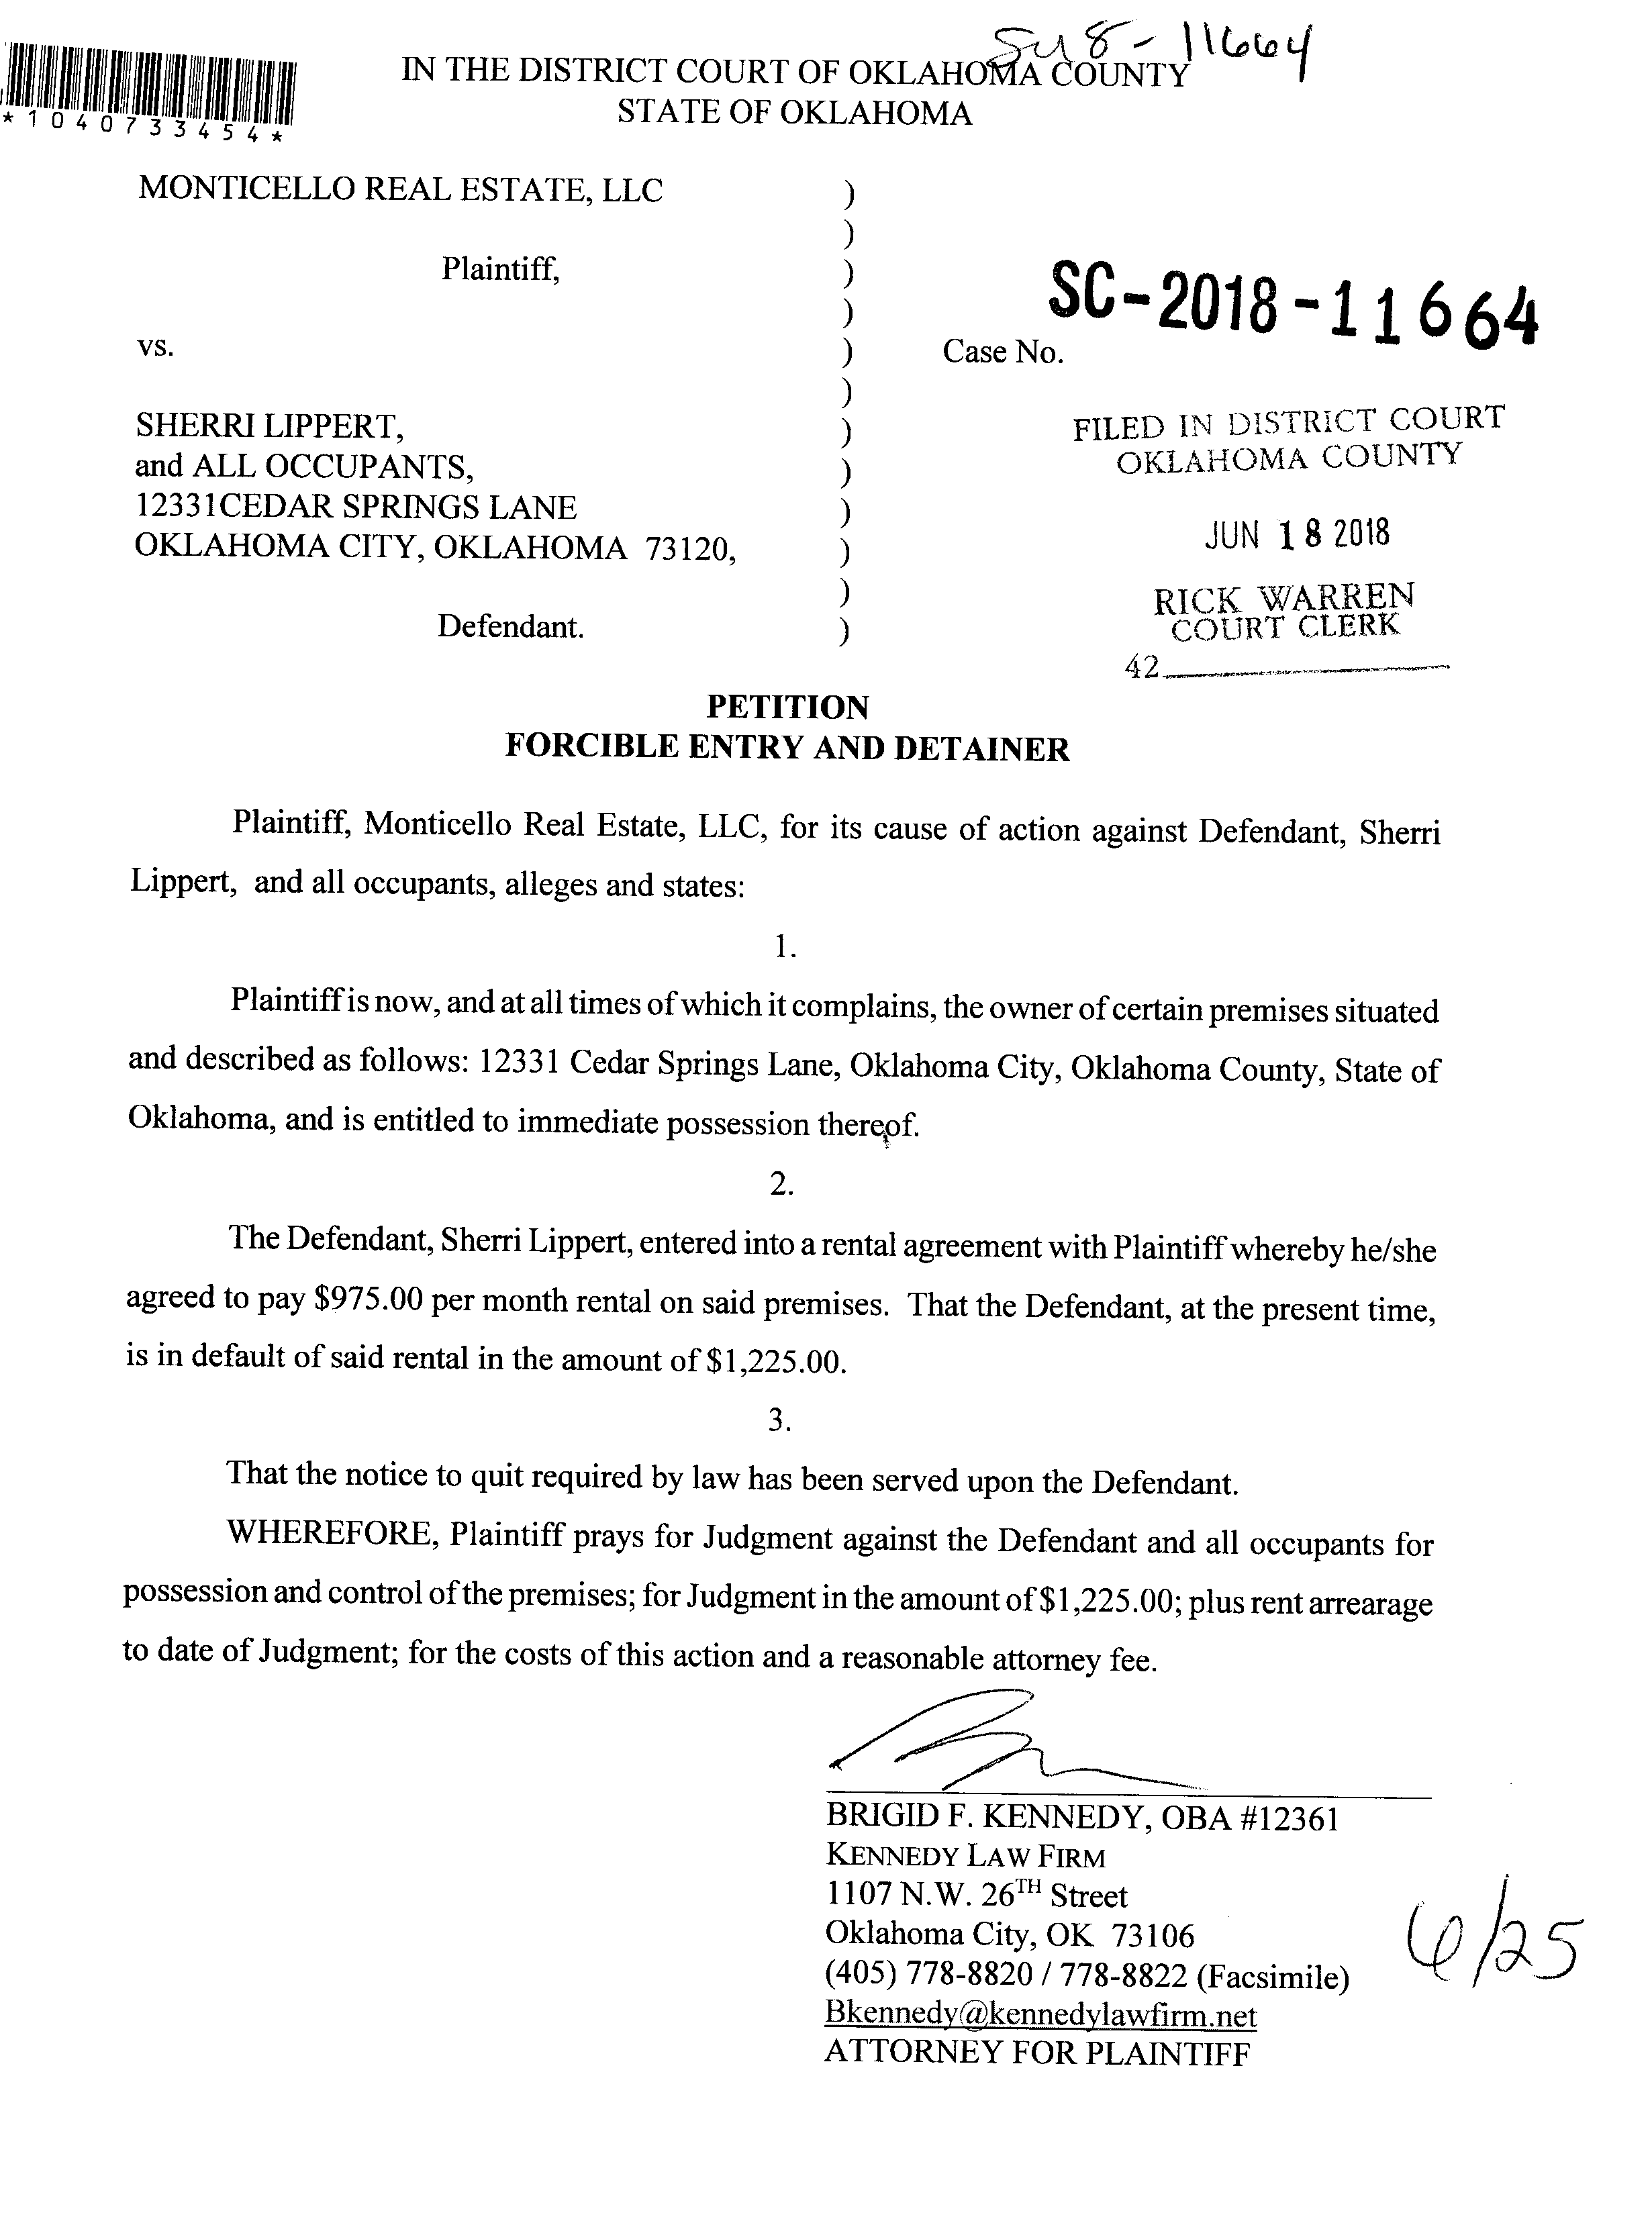 SC18-11664
*1040733454*
IN THE DISTRICT COURT OF OKLAHOMA COUNTY
STATE OF OKLAHOMA
MONTICELLO REAL ESTATE, LLC )
)
Plaintiff, )
)
SC-2018-11664
vs. ) Case No.
)
SHERRI LIPPERT, )
and ALL OCCUPANTS, )
12331CEDAR SPRINGS LANE )
OKLAHOMA CITY, OKLAHOMA 73120, )
)
Defendant. )
FILED IN DISTRICT COURT
OKLAHOMA COUNTY
JUN 18 2018
RICK WARREN
COURT CLERK
42
PETITION
FORCIBLE ENTRY AND DETAINER
Plaintiff, Monticello Real Estate, LLC, for its cause of action against Defendant, Sherri
Lippert, and all occupants, alleges and states:
1.
Plaintiff is now, and at all times of which it complains, the owner of certain premises situated
and described as follows: 12331 Cedar Springs Lane, Oklahoma City, Oklahoma County, State of
Oklahoma, and is entitled to immediate possession thereof.
2.
The Defendant, Sherri Lippert, entered into a rental agreement with Plaintiff whereby he/she
agreed to pay $975.00 per month rental on said premises. That the Defendant, at the present time,
is in default of said rental in the amount of $1,225.00.
3.
That the notice to quit required by law has been served upon the Defendant.
WHEREFORE, Plaintiff prays for Judgment against the Defendant and all occupants for
possession and control of the premises; for Judgment in the amount of $1,225.00; plus rent arrearage
to date of Judgment; for the costs of this action and a reasonable attorney fee.
BRIGID F. KENNEDY, OBA #12361
KENNEDY LAW FIRM
1107 N.W. 26TH Street
Oklahoma City, OK 73106
(405) 778-8820 / 778-8822 (Facsimile)
Bkennedy@kennedylawfirm.net
ATTORNEY FOR PLAINTIFF
6/25